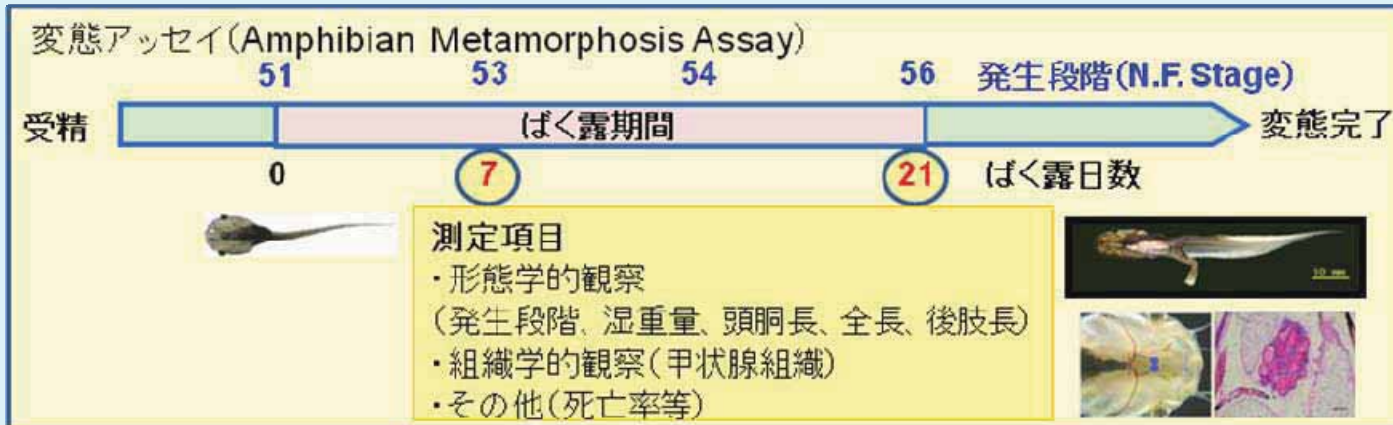 変態アッセイ(Amphibian Metamorphosis Assay)
51 53 54 56 発生段階(N.F. Stage)
受精 ばく露期間 変態完了
0 7 21 ばく露日数
測定項目
・形態学的観察
(発生段階、湿重量、頭胴長、全長、後肢長)
・組織学的観察(甲状腺組織)
・その他(死亡率等)
10 mm